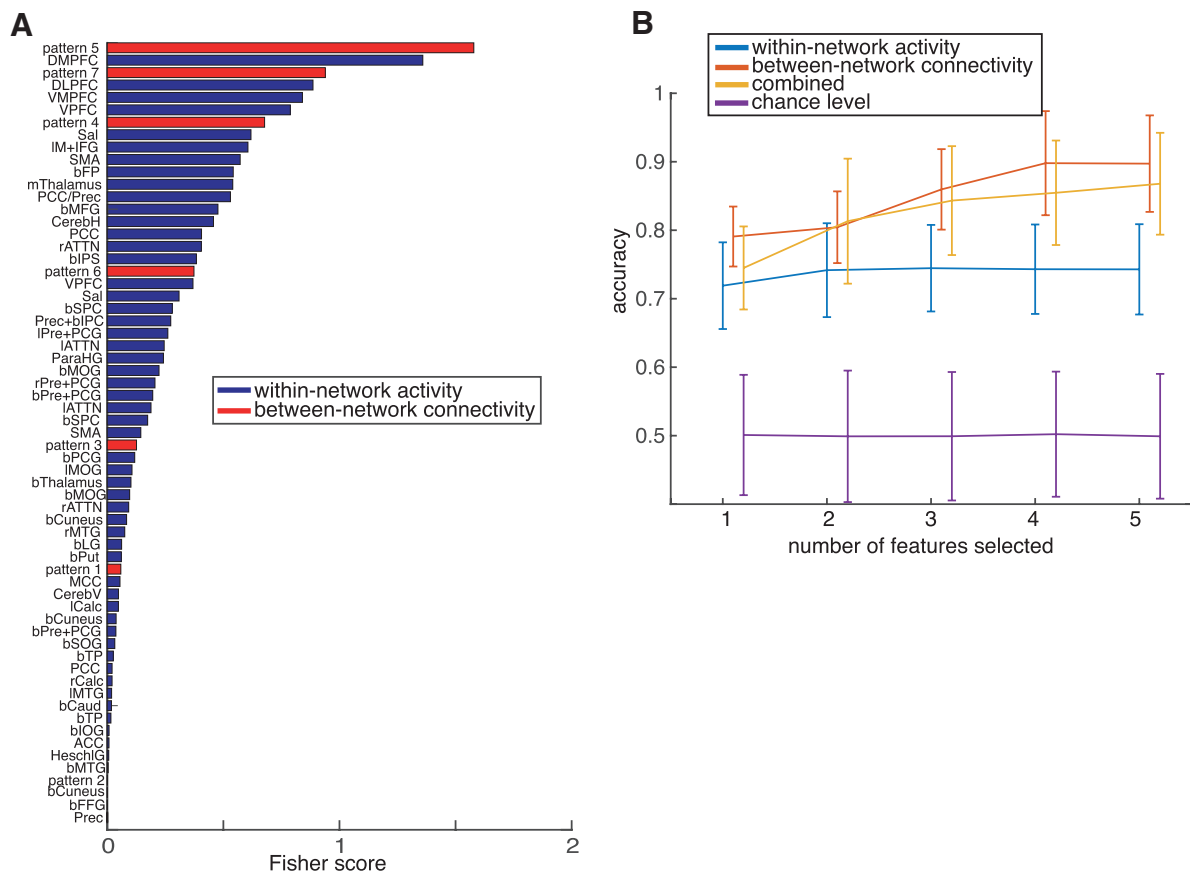 A
pattern 5
DMPFC
pattern 7
DLPFC
VMPFC
VPFC
pattern 4
Sal
lM+IFG
SMA
bFP
mThalamus
PCC/Prec
bMFG
CerebH
PCC
rATTN
bIPS
pattern 6
VPFC
Sal
bSPC
Prec+bIPC
lPre+PCG
lATTN
ParaHG
bMOG
rPre+PCG
bPre+PCG
lATTN
bSPC
SMA
pattern 3
bPCG
lMOG
bThalamus
bMOG
rATTN
bCuneus
rMTG
bLG
bPut
pattern 1
MCC
CerebV
lCalc
bCuneus
bPre+PCG
bSOG
bTP
PCC
rCalc
lMTG
bCaud
bTP
bIOG
ACC
HeschlG
bMTG
pattern 2
bCuneus
bFFG
Prec
within-network activity
between-network connectivity
0 1 2
Fisher score
B
within-network activity
between-network connectivity
combined
chance level
1
0.9
0.8
0.7
0.6
0.5
accuracy
1 2 3 4 5
number of features selected